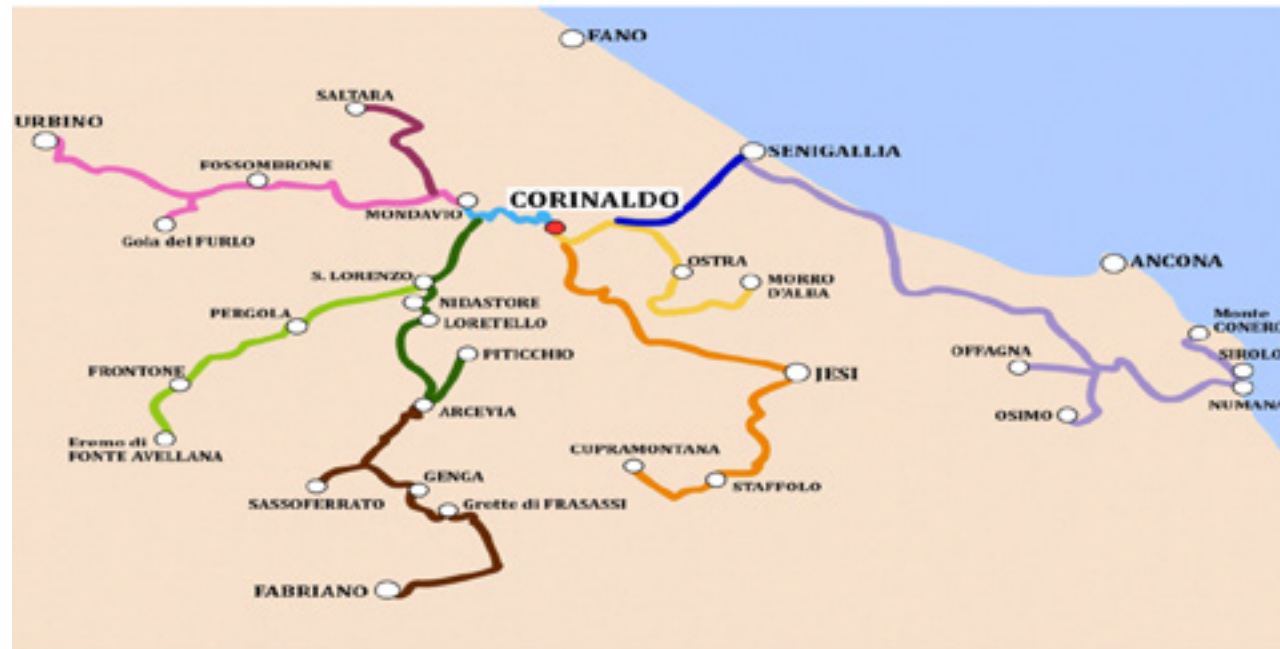 FANO
SALTARA
URBINO
SENIGALLIA
FOSSOMBRONE
CORINALDO
MONDAVIO
Gola del FURLO
OSTRA
ANCONA
S. LORENZO
MORRO
D'ALBA
NIDASTORE
PERGOLA
LORETELLO
Monte
CONERO
PITICCHIO
OFFAGNA
SIROLO
FRONTONE
JESI
NUMANA
ARCEVIA
OSIMO
Eremo di
FONTE AVELLANA
CUPRAMONTANA
GENGA
STAFFOLO
SASSOFERRATO
Grotte di FRASASSI
FABRIANO